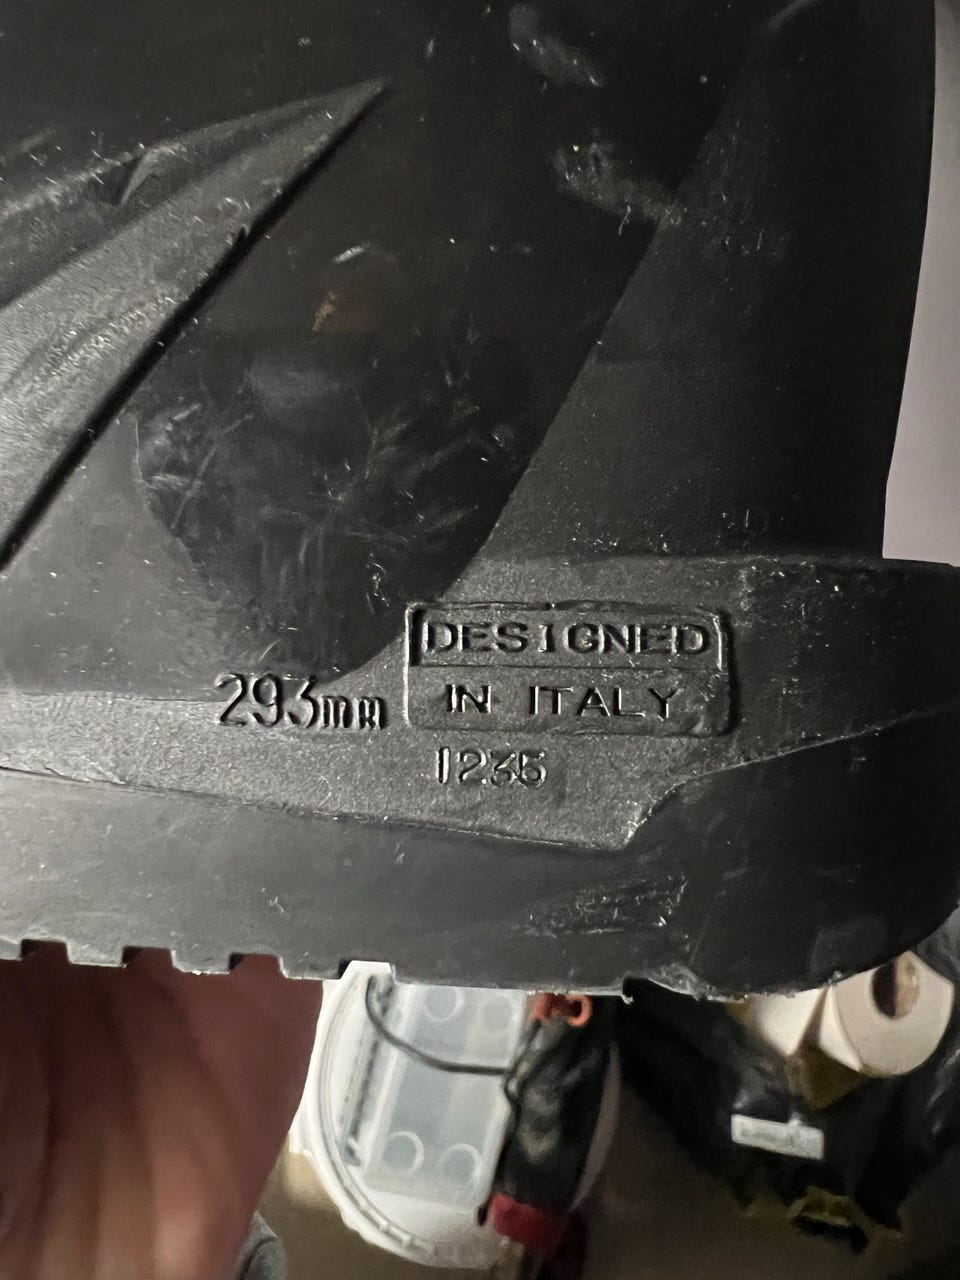 DESIGNED
IN ITALY
293mm
1235